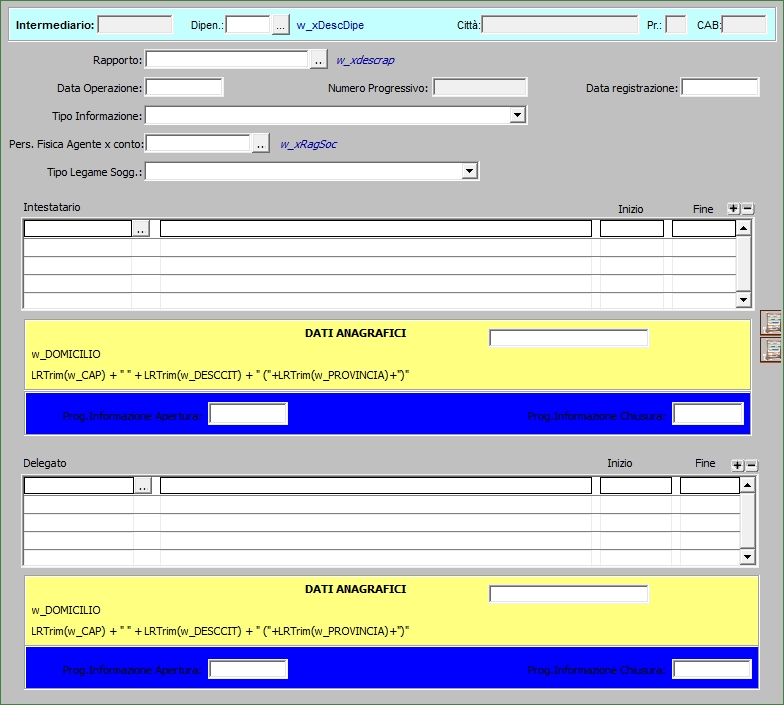 Intermediario: Dipen.: ... w_xDescDipe Città: Pr.: CAB:
Rapporto: .. w_xdescrap
Data Operazione: Numero Progressivo: Data registrazione:
Tipo Informazione:
Pers. Fisica Agente x conto: .. w_xRagSoc
Tipo Legame Sogg.:
Intestatario Inizio Fine + −
..
DATI ANAGRAFICI
w_DOMICILIO
LRTrim(w_CAP) + " " + LRTrim(w_DESCCIT) + " ("+LRTrim(w_PROVINCIA)+")"
Prog.Informazione Apertura: Prog.Informazione Chiusura:
Delegato Inizio Fine + −
..
DATI ANAGRAFICI
w_DOMICILIO
LRTrim(w_CAP) + " " + LRTrim(w_DESCCIT) + " ("+LRTrim(w_PROVINCIA)+")"
Prog.Informazione Apertura: Prog.Informazione Chiusura: